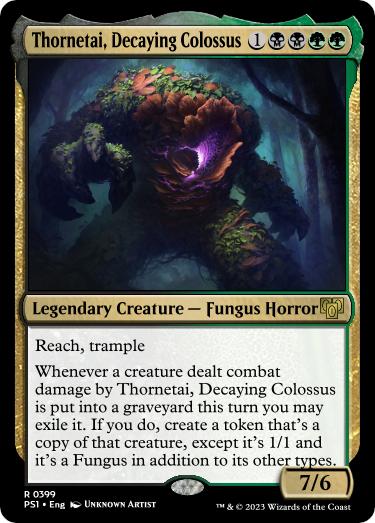 Thornetai, Decaying Colossus 1
Legendary Creature — Fungus Horror
Reach, trample
Whenever a creature dealt combat
damage by Thornetai, Decaying Colossus
is put into a graveyard this turn you may
exile it. If you do, create a token that's a
copy of that creature, except it's 1/1 and
it's a Fungus in addition to its other types.
7/6
R 0399
PS1 • Eng Unknown Artist
™ & © 2023 Wizards of the Coast